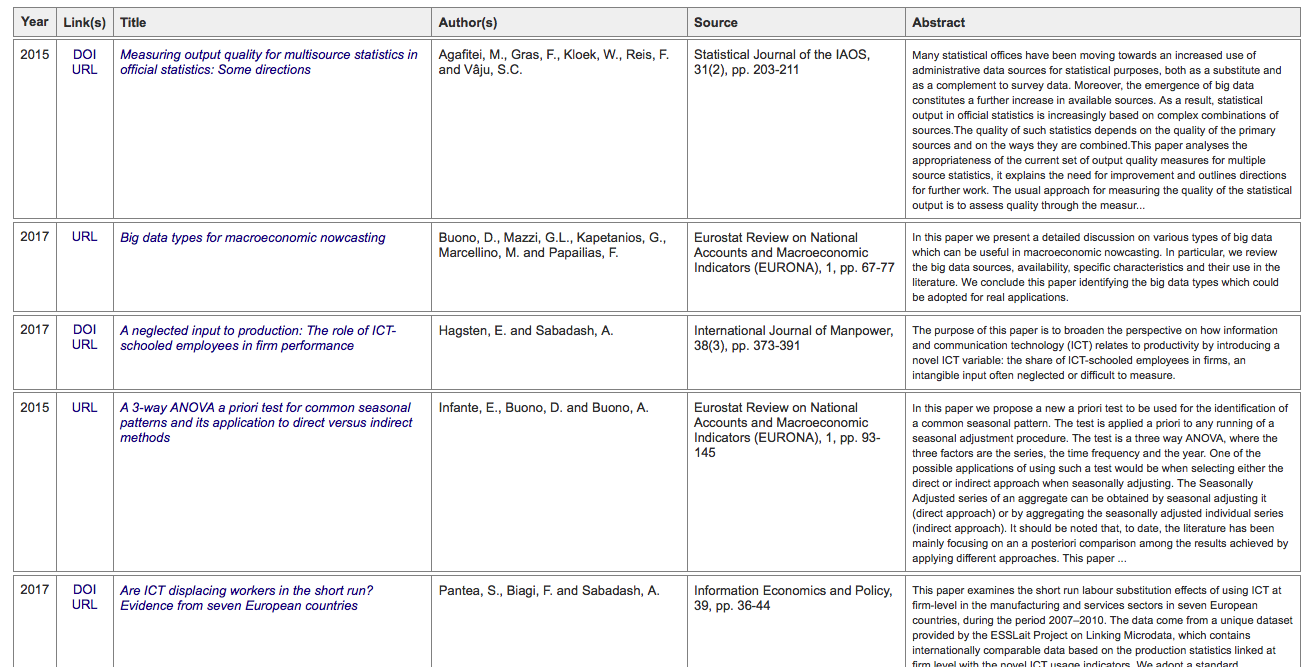 Year Link(s) Title Author(s) Source Abstract
2015
DOI
URL
Measuring output quality for multisource statistics in
official statistics: Some directions
Agafitei, M., Gras, F., Kloek, W., Reis, F.
and Vâju, S.C.
Statistical Journal of the IAOS,
31(2), pp. 203-211
Many statistical offices have been moving towards an increased use of
administrative data sources for statistical purposes, both as a substitute and
as a complement to survey data. Moreover, the emergence of big data
constitutes a further increase in available sources. As a result, statistical
output in official statistics is increasingly based on complex combinations of
sources.The quality of such statistics depends on the quality of the primary
sources and on the ways they are combined.This paper analyses the
appropriateness of the current set of output quality measures for multiple
source statistics, it explains the need for improvement and outlines directions
for further work. The usual approach for measuring the quality of the statistical
output is to assess quality through the measur...
2017
URL
Big data types for macroeconomic nowcasting
Buono, D., Mazzi, G.L., Kapetanios, G.,
Marcellino, M. and Papailias, F.
Eurostat Review on National
Accounts and Macroeconomic
Indicators (EURONA), 1, pp. 67-77
In this paper we present a detailed discussion on various types of big data
which can be useful in macroeconomic nowcasting. In particular, we review
the big data sources, availability, specific characteristics and their use in the
literature. We conclude this paper identifying the big data types which could
be adopted for real applications.
2017
DOI
URL
A neglected input to production: The role of ICT-
schooled employees in firm performance
Hagsten, E. and Sabadash, A.
International Journal of Manpower,
38(3), pp. 373-391
The purpose of this paper is to broaden the perspective on how information
and communication technology (ICT) relates to productivity by introducing a
novel ICT variable: the share of ICT-schooled employees in firms, an
intangible input often neglected or difficult to measure.
2015
URL
A 3-way ANOVA a priori test for common seasonal
patterns and its application to direct versus indirect
methods
Infante, E., Buono, D. and Buono, A.
Eurostat Review on National
Accounts and Macroeconomic
Indicators (EURONA), 1, pp. 93-
145
In this paper we propose a new a priori test to be used for the identification of
a common seasonal pattern. The test is applied a priori to any running of a
seasonal adjustment procedure. The test is a three way ANOVA, where the
three factors are the series, the time frequency and the year. One of the
possible applications of using such a test would be when selecting either the
direct or indirect approach when seasonally adjusting. The Seasonally
Adjusted series of an aggregate can be obtained by seasonal adjusting it
(direct approach) or by aggregating the seasonally adjusted individual series
(indirect approach). It should be noted that, to date, the literature has been
mainly focusing on an a posteriori comparison among the results achieved by
applying different approaches. This paper ...
2017
DOI
URL
Are ICT displacing workers in the short run?
Evidence from seven European countries
Pantea, S., Biagi, F. and Sabadash, A.
Information Economics and Policy,
39, pp. 36-44
This paper examines the short run labour substitution effects of using ICT at
firm-level in the manufacturing and services sectors in seven European
countries, during the period 2007–2010. The data come from a unique dataset
provided by the ESSLait Project on Linking Microdata, which contains
internationally comparable data based on the production statistics linked at
firm level with the novel ICT usage indicators. We adopt a standard